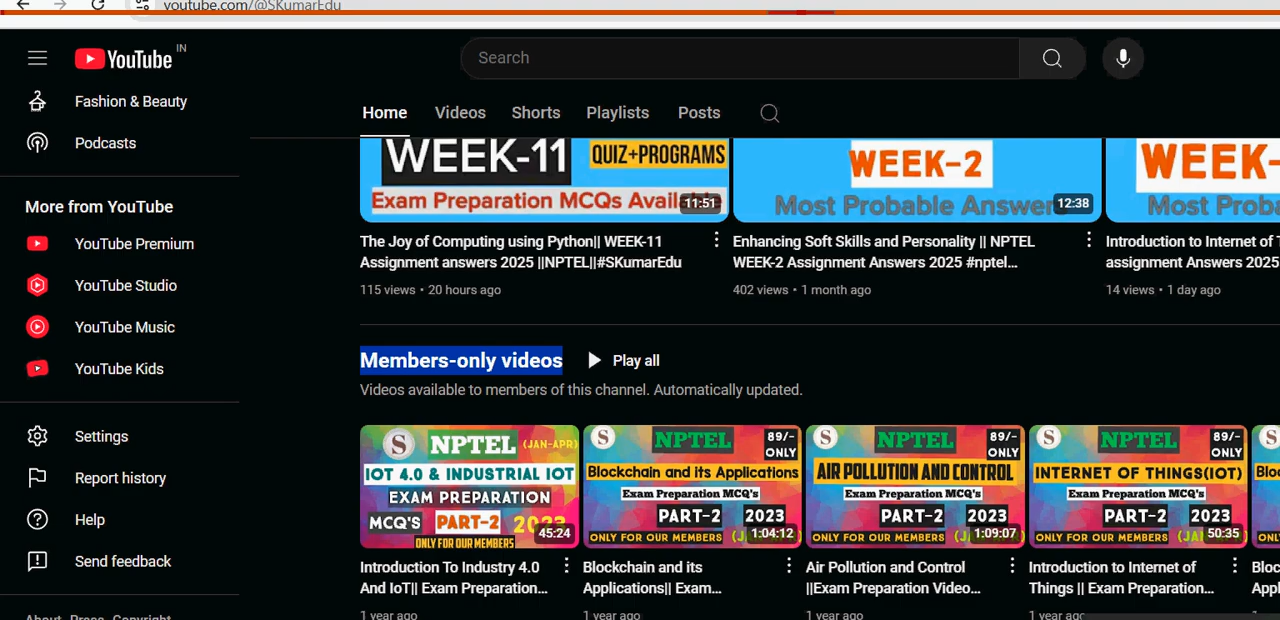 youtube.com/@SKumarEdu
YouTube IN
Search
Fashion & Beauty
Podcasts
More from YouTube
YouTube Premium
YouTube Studio
YouTube Music
YouTube Kids
Settings
Report history
Help
Send feedback
About Press Copyright
Home Videos Shorts Playlists Posts
WEEK-11 QUIZ+PROGRAMS
Exam Preparation MCQs
11:51
The Joy of Computing using Python|| WEEK-11
Assignment answers 2025 ||NPTEL||#SKumarEdu
115 views • 20 hours ago
WEEK-2
Most Probable
12:38
Enhancing Soft Skills and Personality || NPTEL
WEEK-2 Assignment Answers 2025 #nptel...
402 views • 1 month ago
WEEK-
Most
Introduction to Internet of
assignment Answers 2025
14 views • 1 day ago
Members-only videos Play all
Videos available to members of this channel. Automatically updated.
S NPTEL (JAN-APR)
IOT 4.0 & INDUSTRIAL IOT
EXAM PREPARATION
MCQ'S PART-2
45:24
ONLY FOR OUR MEMBERS
Introduction To Industry 4.0
And IoT|| Exam Preparation...
1 year ago
S NPTEL 89/-
ONLY
Blockchain and its Applications
Exam Preparation MCQ's
PART-2 2023
ONLY FOR OUR MEMBERS
1:04:12
Blockchain and its
Applications|| Exam...
1 year ago
S NPTEL 89/-
ONLY
AIR POLLUTION AND CONTROL
Exam Preparation MCQ's
PART-2 2023
ONLY FOR OUR MEMBERS
1:09:07
Air Pollution and Control
||Exam Preparation Video...
1 year ago
S NPTEL 89/-
ONLY
INTERNET OF THINGS(IOT)
Exam Preparation MCQ's
PART-2 2023
ONLY FOR OUR MEMBERS
50:35
Introduction to Internet of
Things || Exam Preparation...
1 year ago